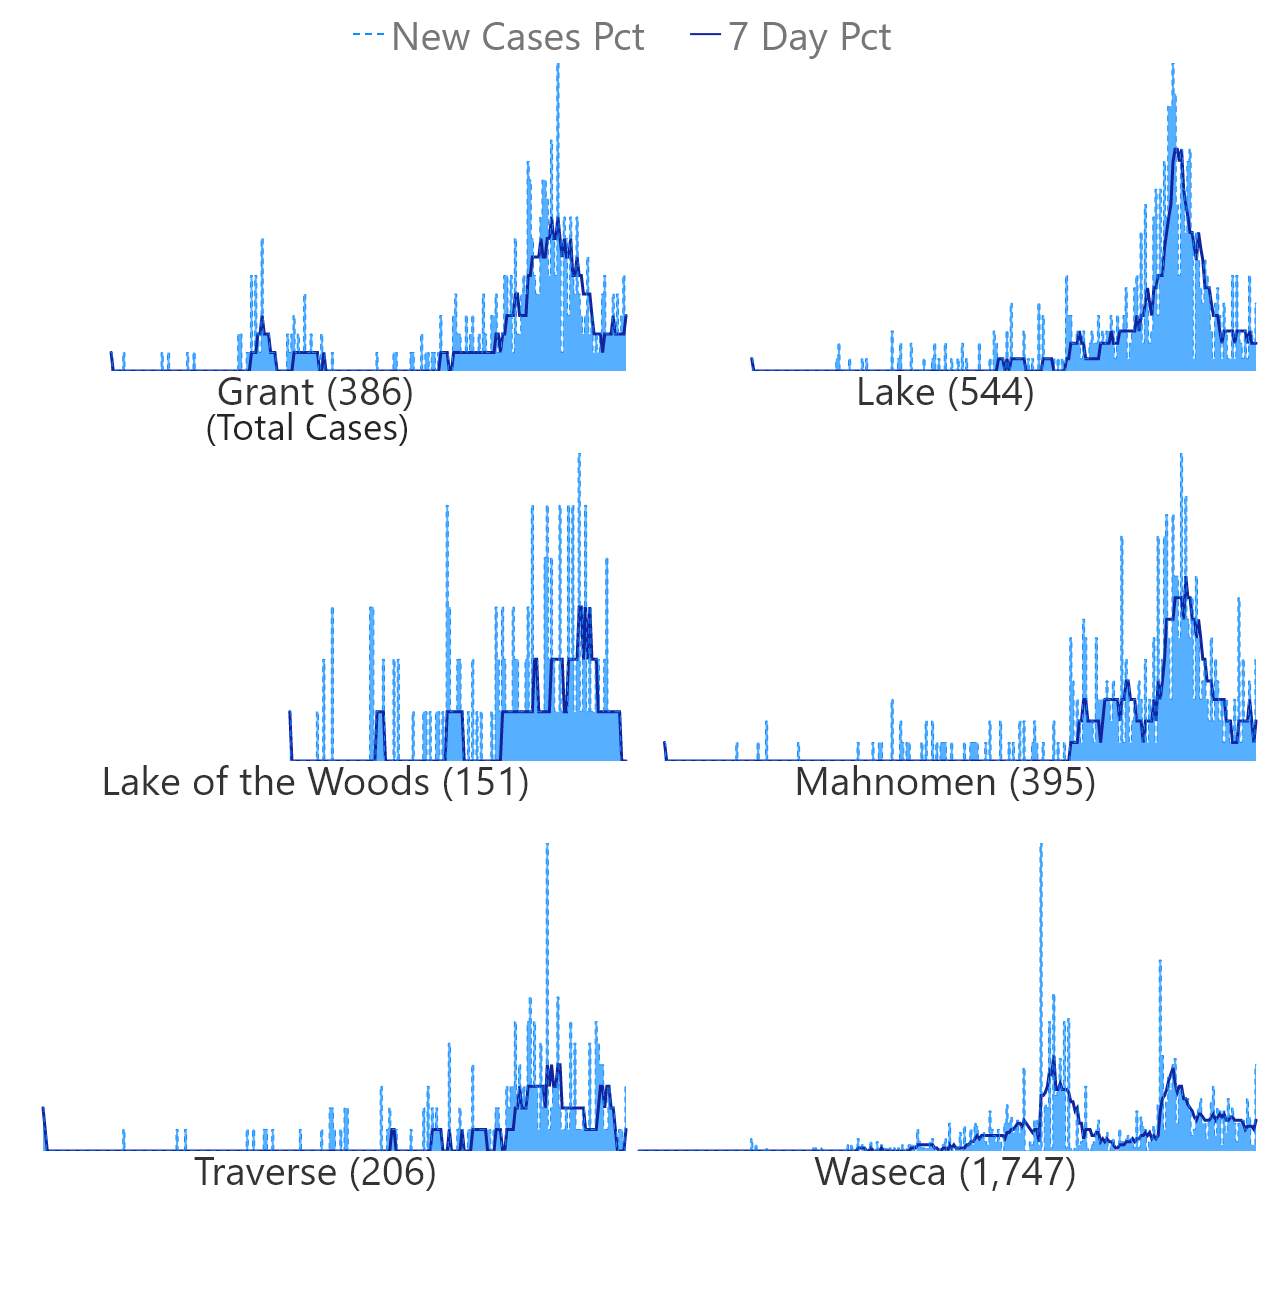 New Cases Pct 7 Day Pct
Grant (386)
(Total Cases)
Lake (544)
Lake of the Woods (151)
Mahnomen (395)
Traverse (206)
Waseca (1,747)